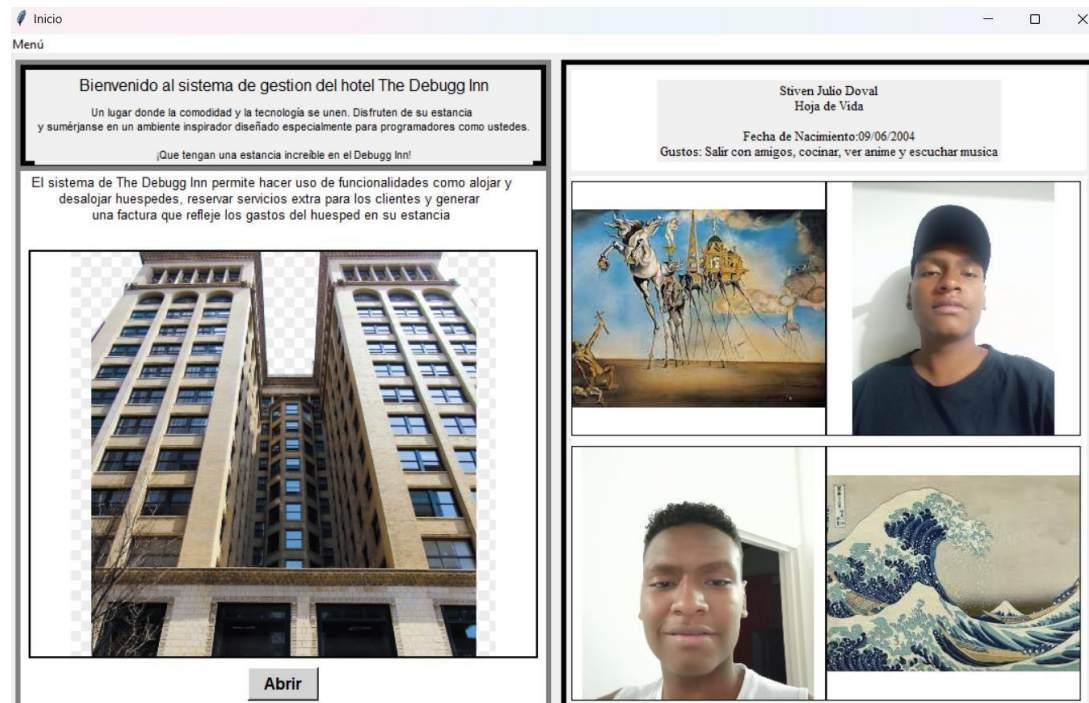 Inicio
Menú
Bienvenido al sistema de gestion del hotel The Debugg Inn
Un lugar donde la comodidad y la tecnología se unen. Disfruten de su estancia
y sumérjanse en un ambiente inspirador diseñado especialmente para programadores como ustedes.
¡Que tengan una estancia increíble en el Debugg Inn!
El sistema de The Debugg Inn permite hacer uso de funcionalidades como alojar y
desalojar huespedes, reservar servicios extra para los clientes y generar
una factura que refleje los gastos del huesped en su estancia
Abrir
Stiven Julio Doval
Hoja de Vida
Fecha de Nacimiento:09/06/2004
Gustos: Salir con amigos, cocinar, ver anime y escuchar musica